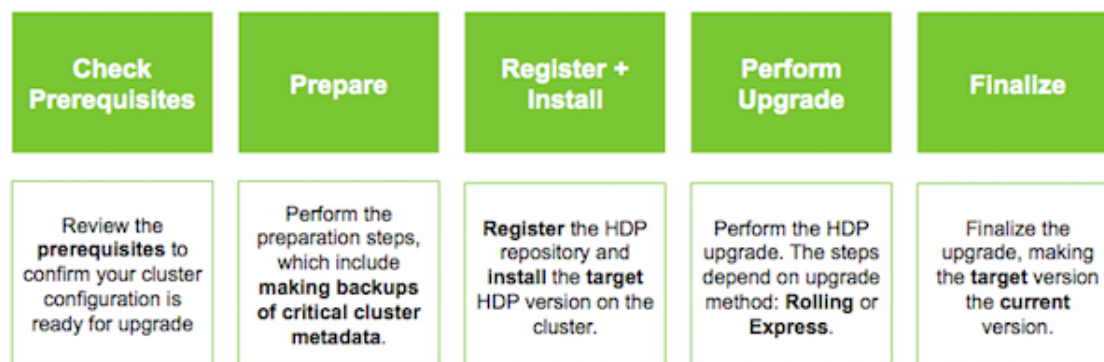 Check
Prerequisites
Prepare
Register +
Install
Perform
Upgrade
Finalize
Review the
prerequisites to
confirm your cluster
configuration is
ready for upgrade
Perform the
preparation steps,
which include
making backups
of critical cluster
metadata.
Register the HDP
repository and
install the target
HDP version on the
cluster.
Perform the HDP
upgrade. The steps
depend on upgrade
method: Rolling or
Express.
Finalize the
upgrade, making
the target version
the current
version.